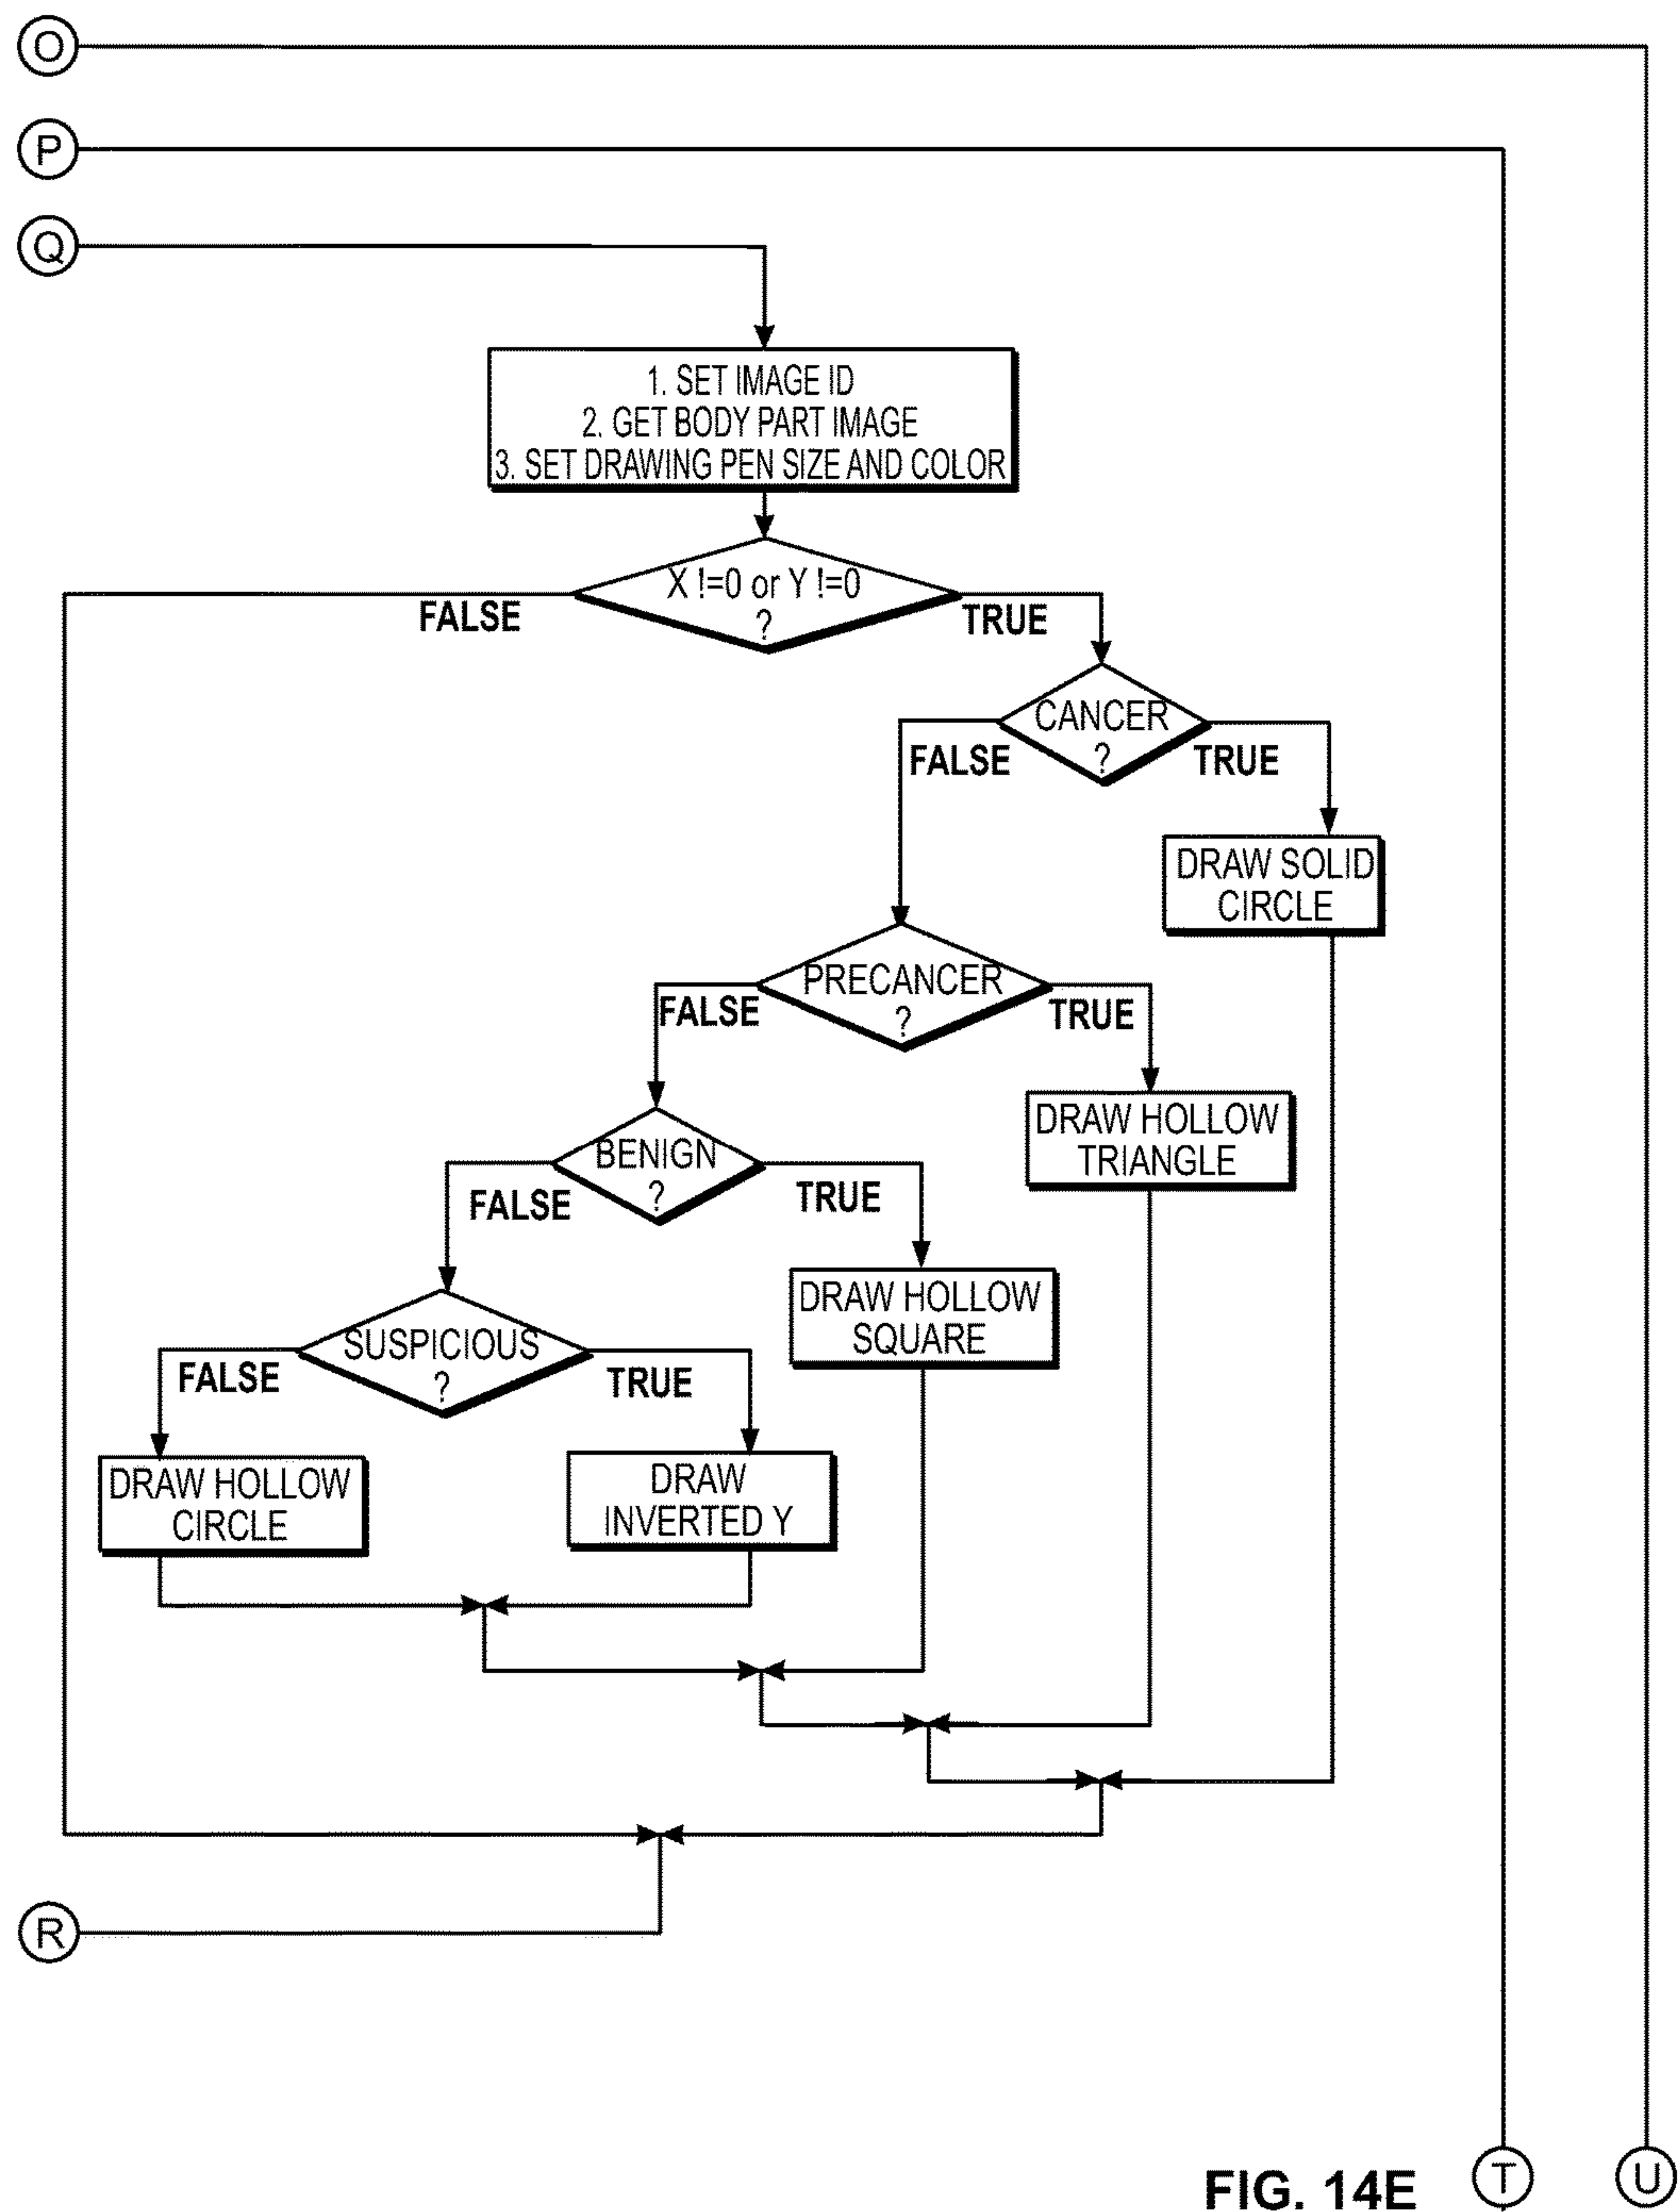 O
P
Q
1. SET IMAGE ID
2. GET BODY PART IMAGE
3. SET DRAWING PEN SIZE AND COLOR
X !=0 or Y !=0
?
FALSE
TRUE
CANCER
?
FALSE
TRUE
DRAW SOLID
CIRCLE
PRECANCER
?
FALSE
TRUE
DRAW HOLLOW
TRIANGLE
BENIGN
?
FALSE
TRUE
DRAW HOLLOW
SQUARE
SUSPICIOUS
?
FALSE
TRUE
DRAW HOLLOW
CIRCLE
DRAW
INVERTED Y
R
FIG. 14E
T
U